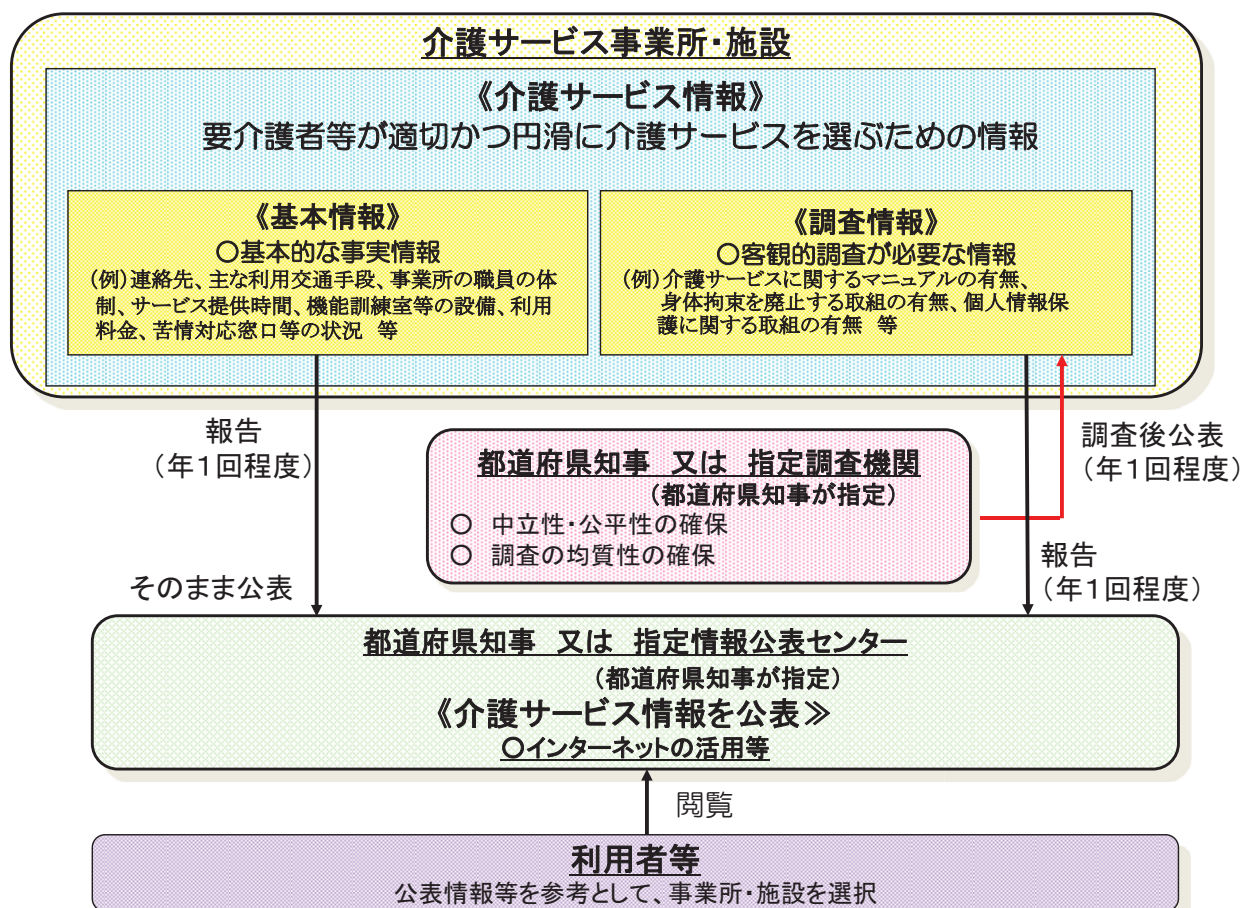 介護サービス事業所・施設
《介護サービス情報》
要介護者等が適切かつ円滑に介護サービスを選ぶための情報
《基本情報》
○基本的な事実情報
(例)連絡先、主な利用交通手段、事業所の職員の体
制、サービス提供時間、機能訓練室等の設備、利用
料金、苦情対応窓口等の状況 等
《調査情報》
○客観的調査が必要な情報
(例)介護サービスに関するマニュアルの有無、
身体拘束を廃止する取組の有無、個人情報保
護に関する取組の有無 等
報告
(年1回程度)
都道府県知事 又は 指定調査機関
(都道府県知事が指定)
○ 中立性・公平性の確保
○ 調査の均質性の確保
調査後公表
(年1回程度)
そのまま公表
報告
(年1回程度)
都道府県知事 又は 指定情報公表センター
(都道府県知事が指定)
《介護サービス情報を公表≫
○インターネットの活用等
閲覧
利用者等
公表情報等を参考として、事業所・施設を選択